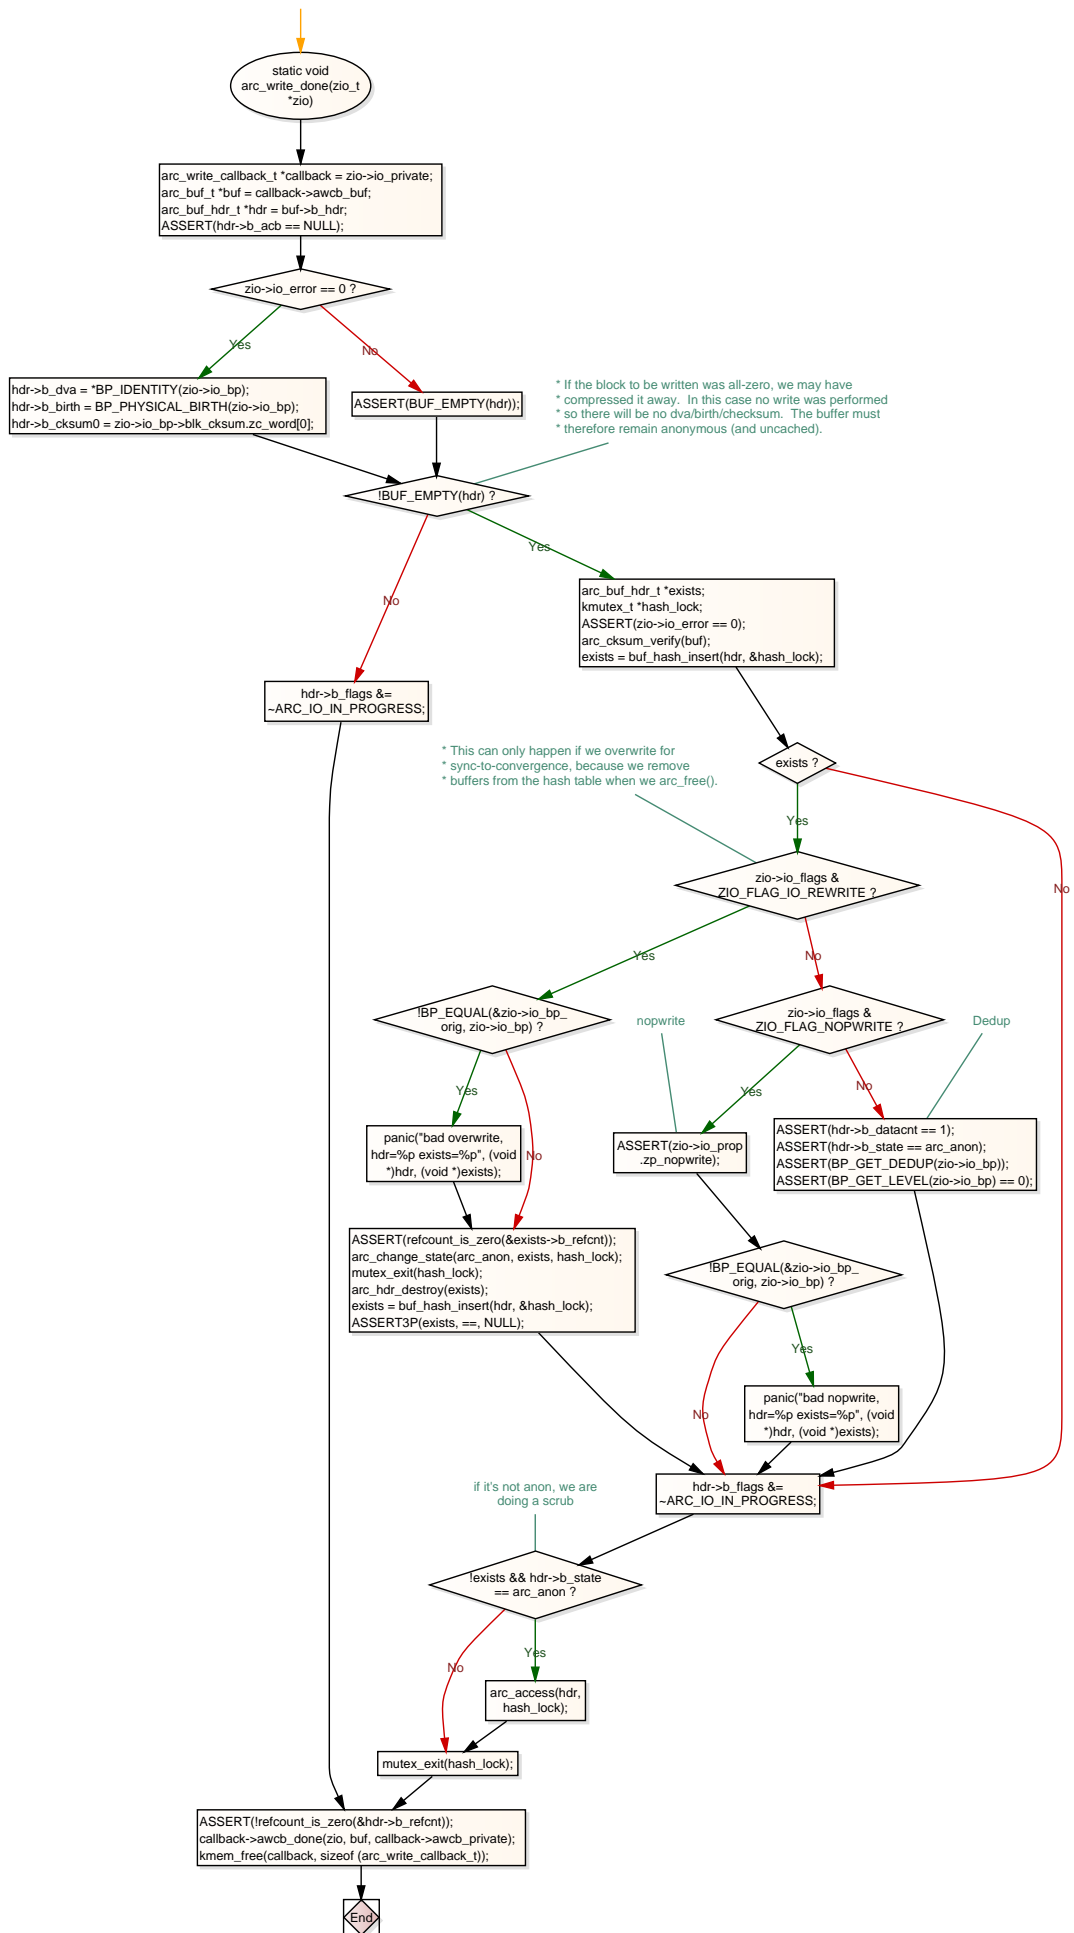 static void
arc_write_done(zio_t
*zio)
arc_write_callback_t *callback = zio->io_private;
arc_buf_t *buf = callback->awcb_buf;
arc_buf_hdr_t *hdr = buf->b_hdr;
ASSERT(hdr->b_acb == NULL);
zio->io_error == 0 ?
Yes
No
hdr->b_dva = *BP_IDENTITY(zio->io_bp);
hdr->b_birth = BP_PHYSICAL_BIRTH(zio->io_bp);
hdr->b_cksum0 = zio->io_bp->blk_cksum.zc_word[0];
ASSERT(BUF_EMPTY(hdr));
* If the block to be written was all-zero, we may have
* compressed it away.  In this case no write was performed
* so there will be no dva/birth/checksum.  The buffer must
* therefore remain anonymous (and uncached).
!BUF_EMPTY(hdr) ?
Yes
No
arc_buf_hdr_t *exists;
kmutex_t *hash_lock;
ASSERT(zio->io_error == 0);
arc_cksum_verify(buf);
exists = buf_hash_insert(hdr, &hash_lock);
hdr->b_flags &=
~ARC_IO_IN_PROGRESS;
* This can only happen if we overwrite for
* sync-to-convergence, because we remove
* buffers from the hash table when we arc_free().
exists ?
Yes
No
zio->io_flags &
ZIO_FLAG_IO_REWRITE ?
Yes
No
!BP_EQUAL(&zio->io_bp_
orig, zio->io_bp) ?
nopwrite
zio->io_flags &
ZIO_FLAG_NOPWRITE ?
Dedup
Yes
No
Yes
No
panic("bad overwrite,
hdr=%p exists=%p", (void
*)hdr, (void *)exists);
ASSERT(zio->io_prop
.zp_nopwrite);
ASSERT(hdr->b_datacnt == 1);
ASSERT(hdr->b_state == arc_anon);
ASSERT(BP_GET_DEDUP(zio->io_bp));
ASSERT(BP_GET_LEVEL(zio->io_bp) == 0);
ASSERT(refcount_is_zero(&exists->b_refcnt));
arc_change_state(arc_anon, exists, hash_lock);
mutex_exit(hash_lock);
arc_hdr_destroy(exists);
exists = buf_hash_insert(hdr, &hash_lock);
ASSERT3P(exists, ==, NULL);
!BP_EQUAL(&zio->io_bp_
orig, zio->io_bp) ?
Yes
No
panic("bad nopwrite,
hdr=%p exists=%p", (void
*)hdr, (void *)exists);
hdr->b_flags &=
~ARC_IO_IN_PROGRESS;
if it's not anon, we are
doing a scrub
!exists && hdr->b_state
== arc_anon ?
Yes
No
arc_access(hdr,
hash_lock);
mutex_exit(hash_lock);
ASSERT(!refcount_is_zero(&hdr->b_refcnt));
callback->awcb_done(zio, buf, callback->awcb_private);
kmem_free(callback, sizeof (arc_write_callback_t));
End